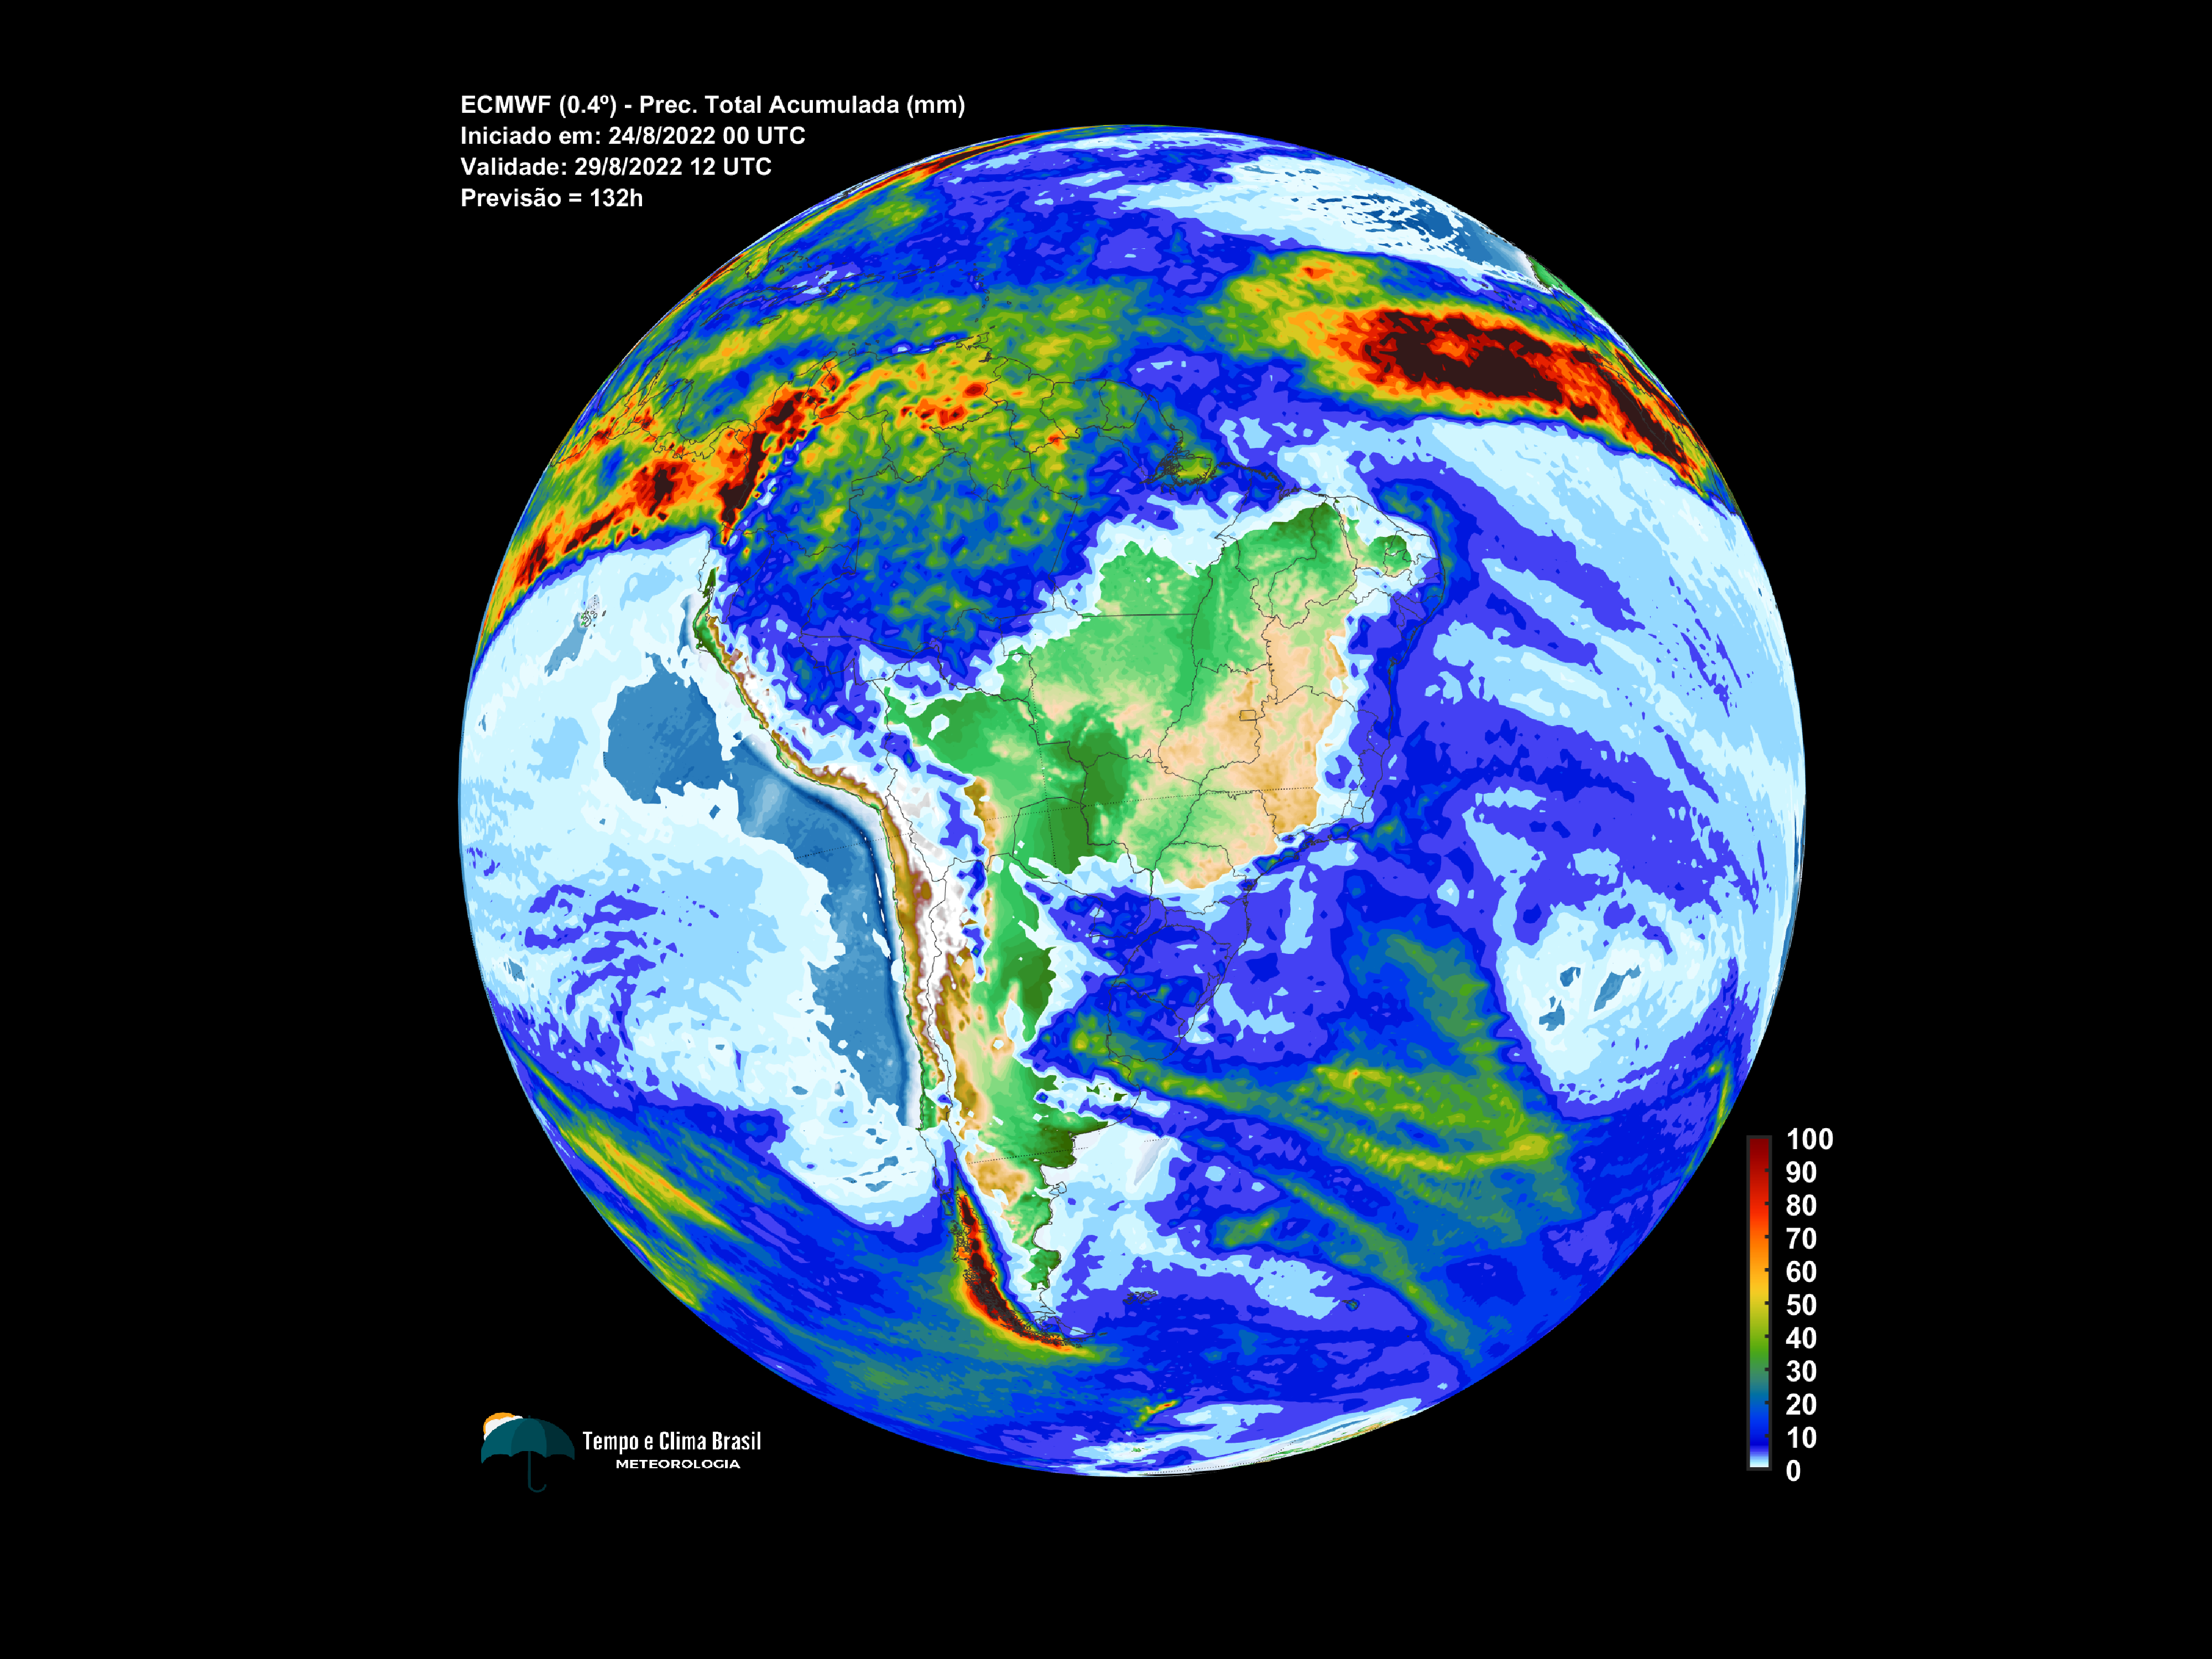 ECMWF (0.4º) - Prec. Total Acumulada (mm)
Iniciado em: 24/8/2022 00 UTC
Validade: 29/8/2022 12 UTC
Previsão = 132h
100
90
80
70
60
50
40
30
20
10
0
Tempo e Clima Brasil
METEOROLOGIA